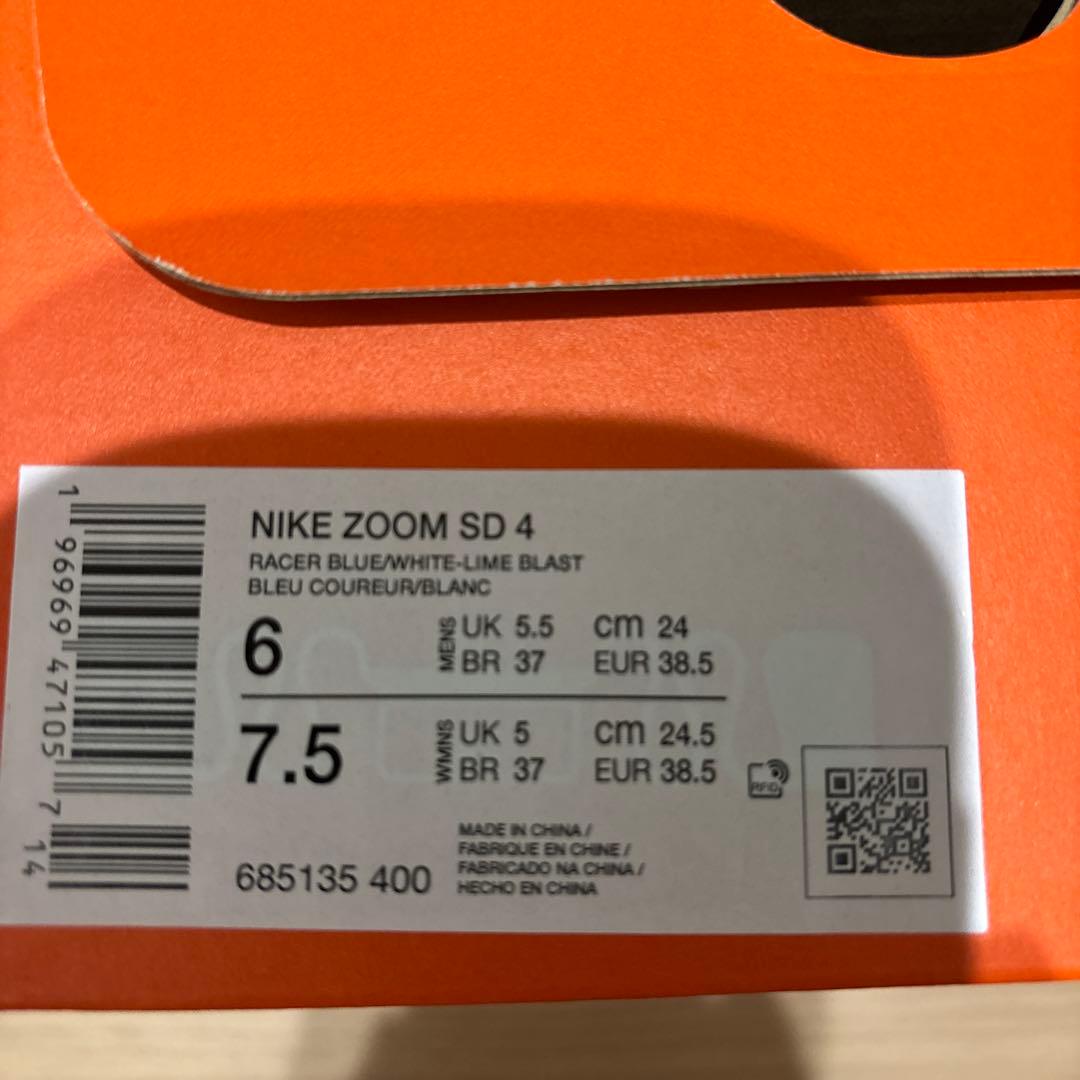 NIKE ZOOM SD 4
RACER BLUE/WHITE-LIME BLAST
BLEU COUREUR/BLANC
6
MENS
UK 5.5 cm 24
BR 37 EUR 38.5
7.5
WMNS
UK 5 cm 24.5
BR 37 EUR 38.5
RFID
685135 400
MADE IN CHINA /
FABRIQUE EN CHINE /
FABRICADO NA CHINA /
HECHO EN CHINA
1 96969 47105 7 14